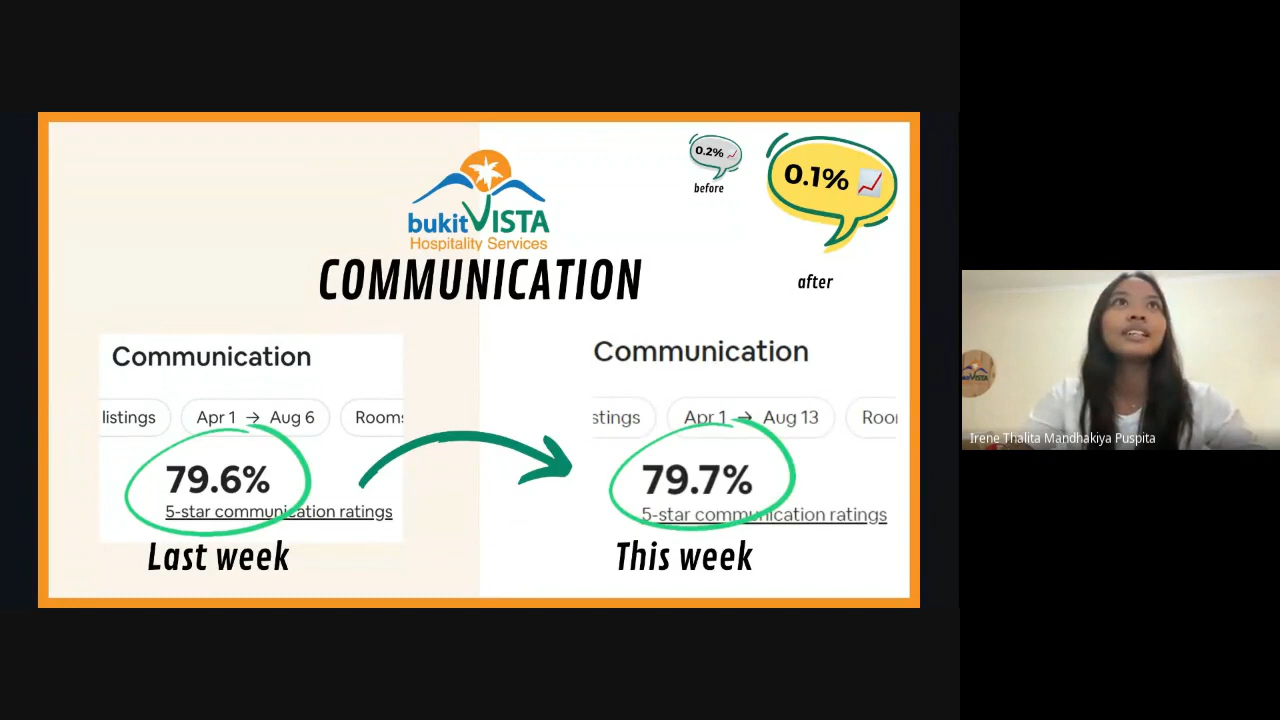 0.2%
before
0.1%
after
bukit VISTA
Hospitality Services
COMMUNICATION
Communication
listings
Apr 1 → Aug 6
Rooms
79.6%
5-star communication ratings
Last week
Communication
stings
Apr 1 → Aug 13
Roo
79.7%
5-star communication ratings
This week
VISTA
Irene Thalita Mandhakiya Puspita